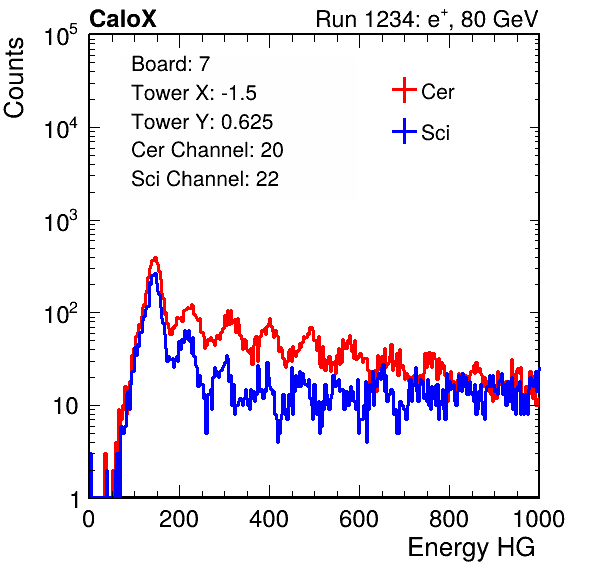 CaloX
Run 1234: e⁺, 80 GeV
Counts
Board: 7
Tower X: -1.5
Tower Y: 0.625
Cer Channel: 20
Sci Channel: 22
Cer
Sci
10⁵
10⁴
10³
10²
10
1
0 200 400 600 800 1000
Energy HG